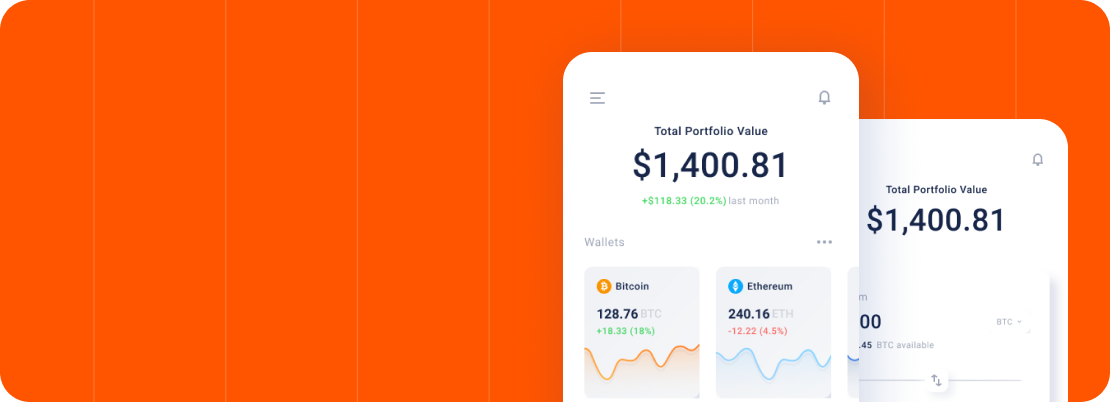 Total Portfolio Value
$1,400.81
+$118.33 (20.2%) last month
Wallets
Bitcoin
128.76 BTC
+18.33 (18%)
Ethereum
240.16 ETH
-12.22 (4.5%)
Total Portfolio Value
$1,400.81
m
00
BTC
.45 BTC available